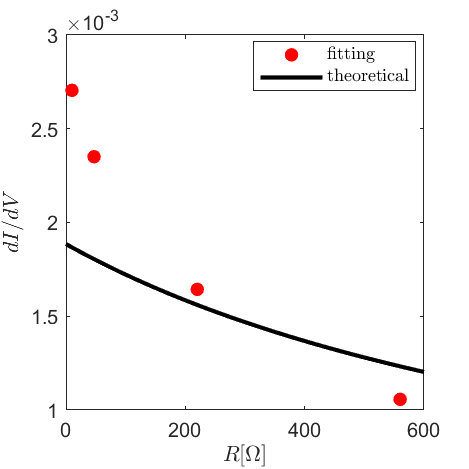 ×10⁻³
3
2.5
2
1.5
1
dI/dV
fitting
theoretical
0 200 400 600
R[Ω]